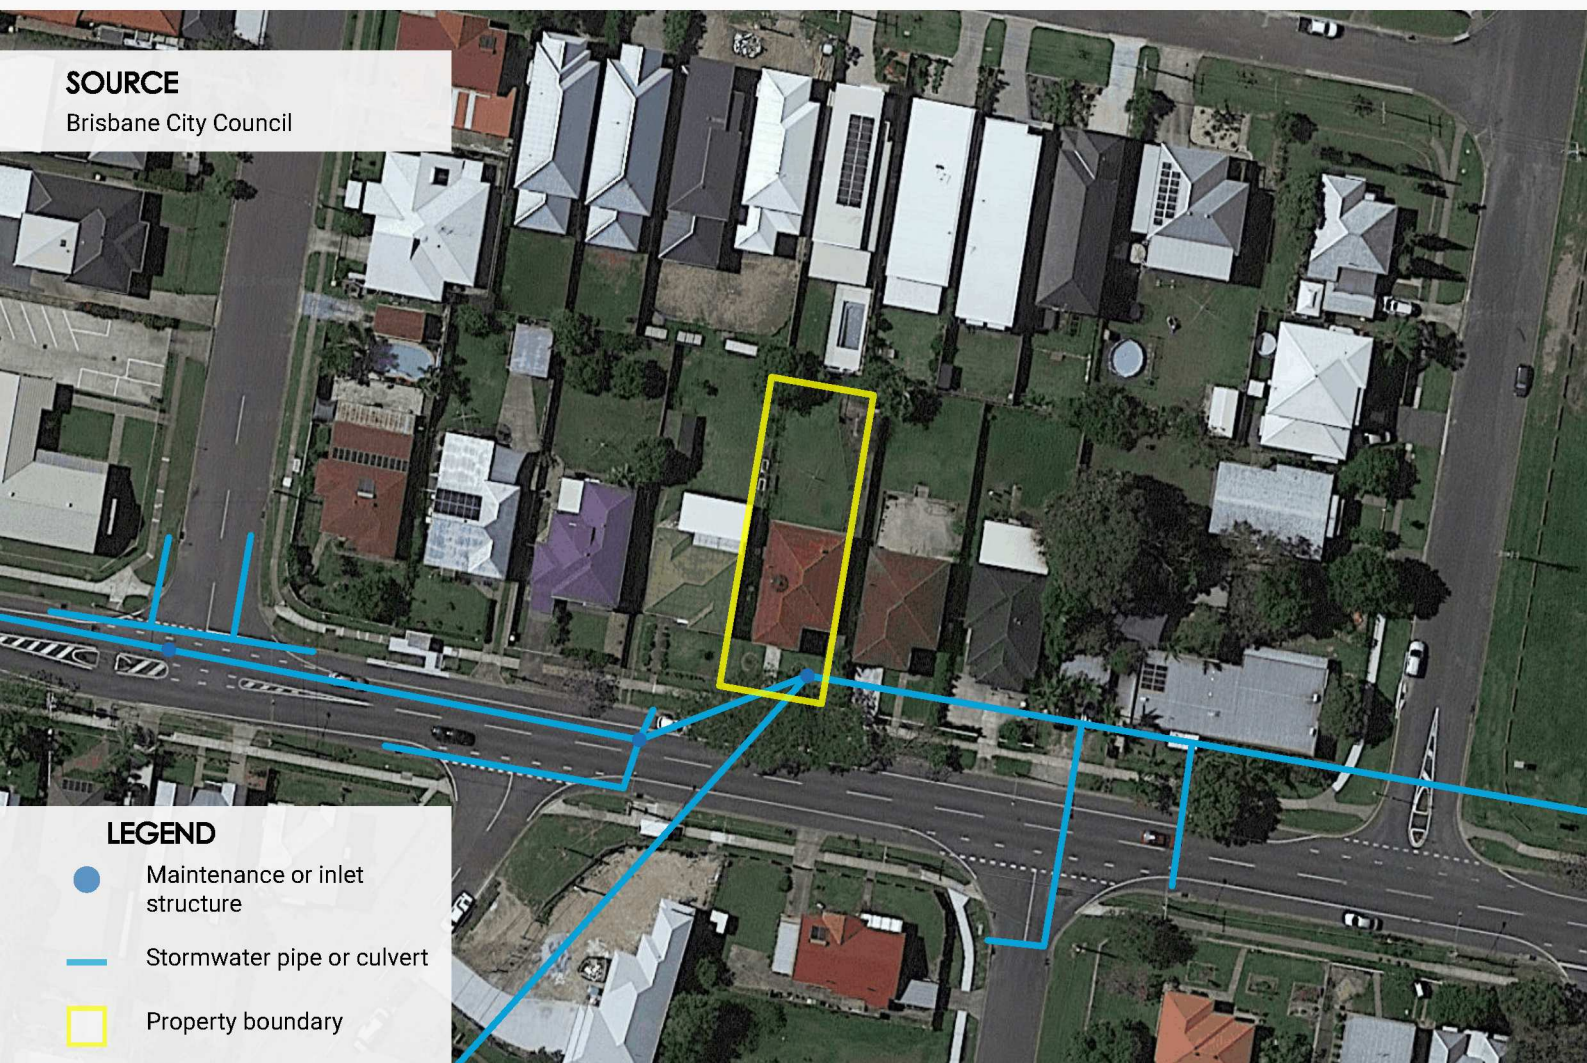 SOURCE
Brisbane City Council
LEGEND
Maintenance or inlet
structure
Stormwater pipe or culvert
Property boundary